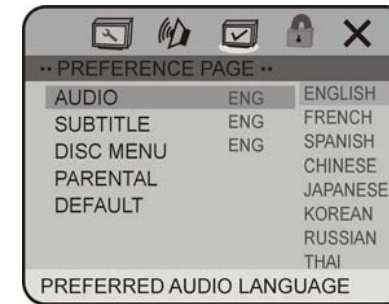 ·· PREFERENCE PAGE ··
AUDIO ENG ENGLISH
SUBTITLE ENG FRENCH
DISC MENU ENG SPANISH
PARENTAL CHINESE
DEFAULT JAPANESE
KOREAN
RUSSIAN
THAI
PREFERRED AUDIO LANGUAGE